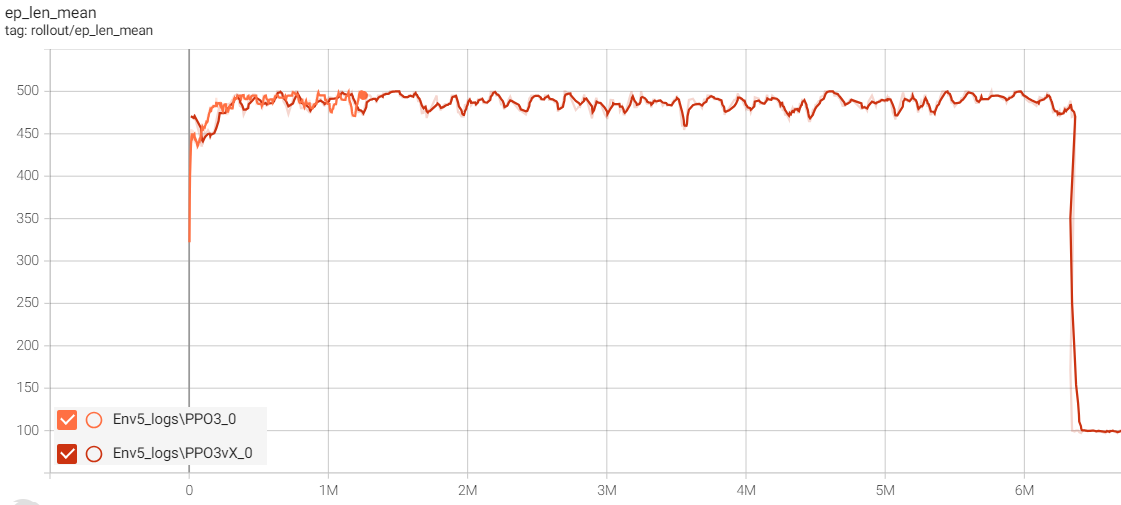 ep_len_mean
tag: rollout/ep_len_mean
500
450
400
350
300
250
200
150
100
Env5_logs\PPO3_0
Env5_logs\PPO3vX_0
0 1M 2M 3M 4M 5M 6M